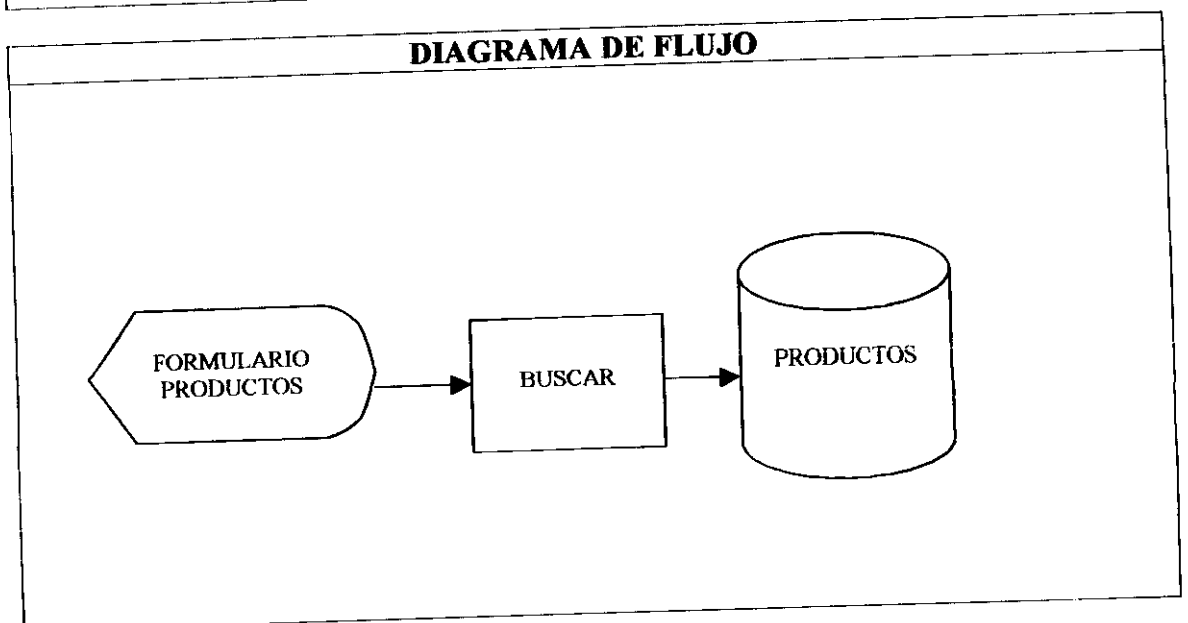 DIAGRAMA DE FLUJO
FORMULARIO
PRODUCTOS
BUSCAR
PRODUCTOS